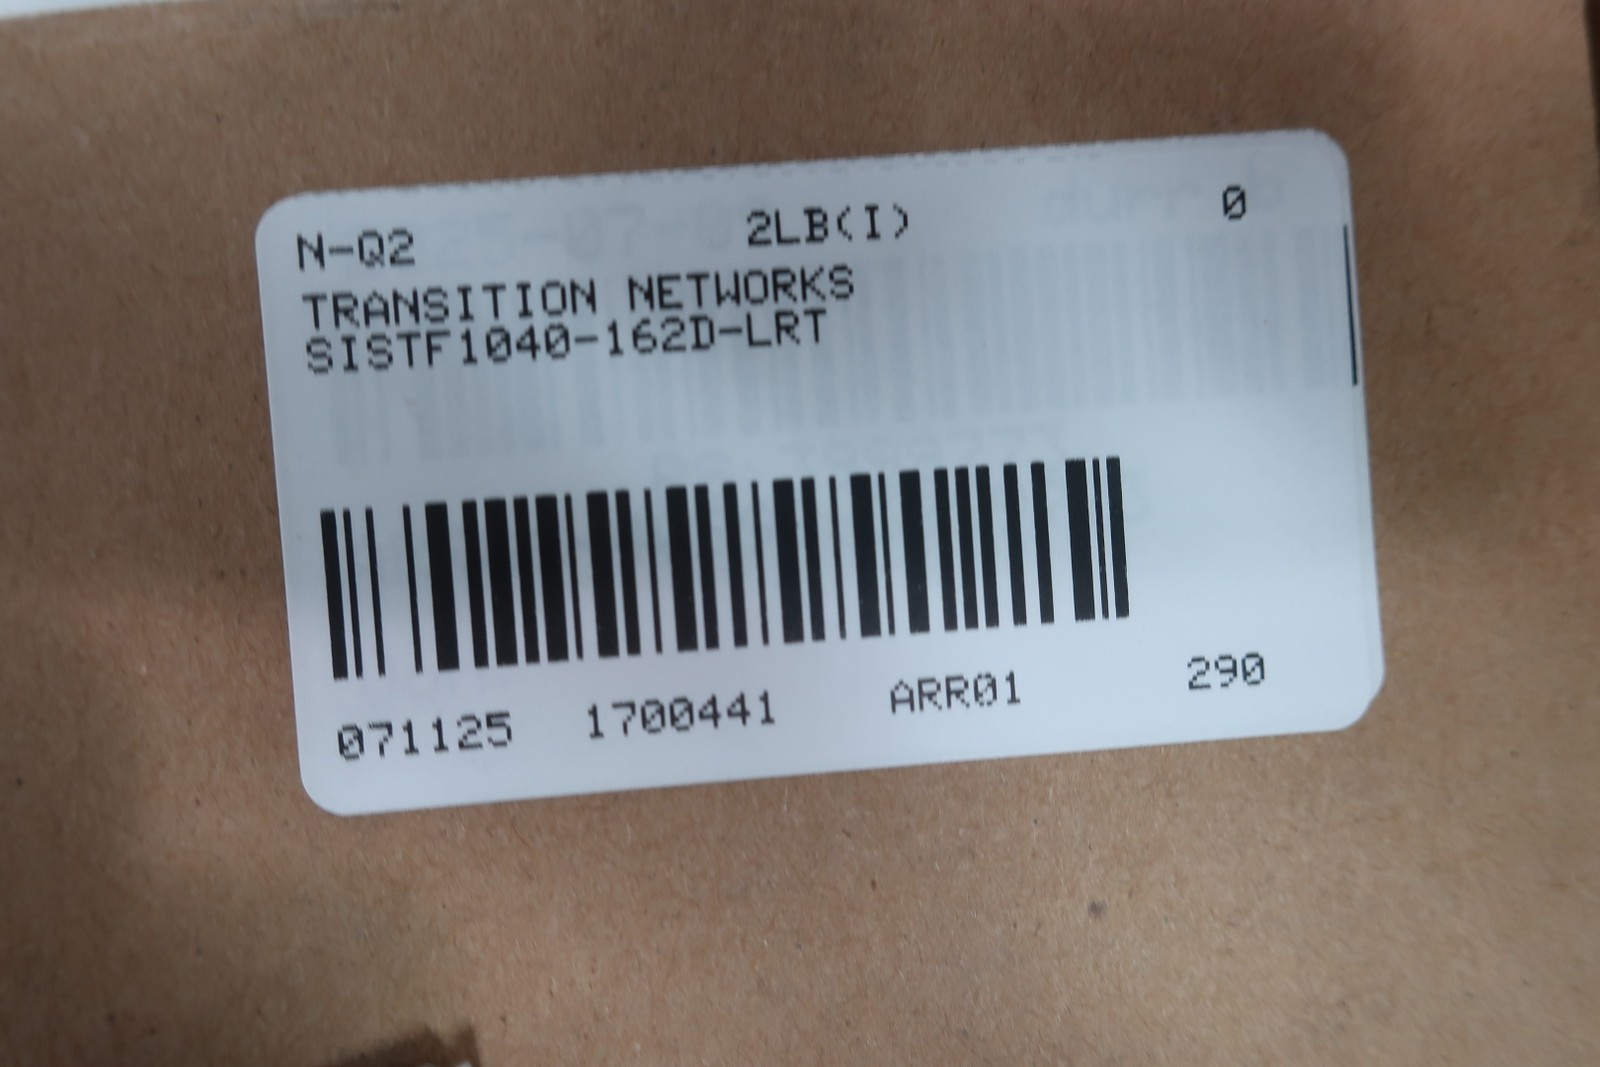 N-Q2 2LB(I) 0
TRANSITION NETWORKS
SISTF1040-162D-LRT
071125 1700441 ARR01 290